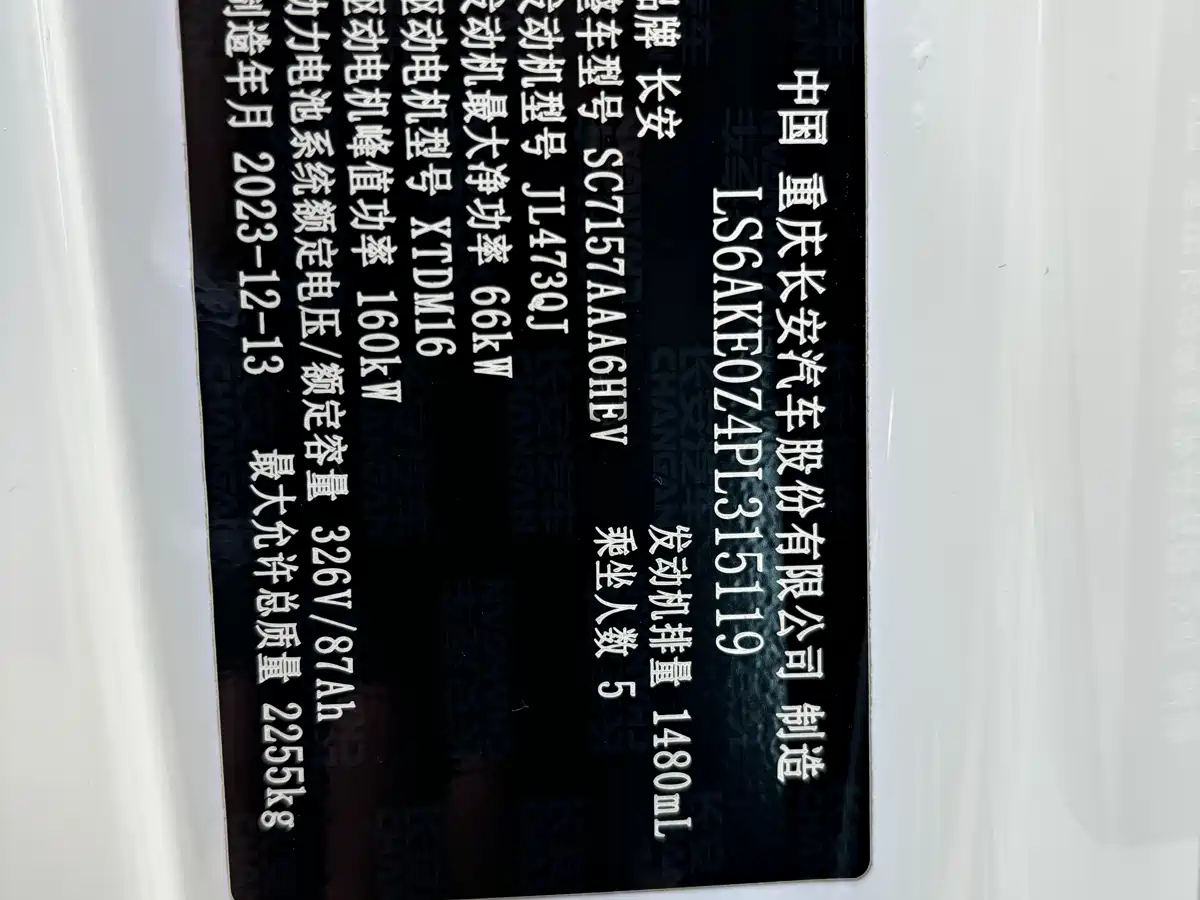 中国 重庆长安汽车股份有限公司 制造
LS6AKE0Z4PL315119
品牌 长安 发动机排量 1480mL
整车型号 SC7157AAA6HEV 乘坐人数 5
发动机型号 JL473QJ
发动机最大净功率 66kW
驱动电机型号 XTDM16
驱动电机峰值功率 160kW
动力电池系统额定电压/额定容量 326V/87Ah
制造年月 2023-12-13 最大允许总质量 2255kg